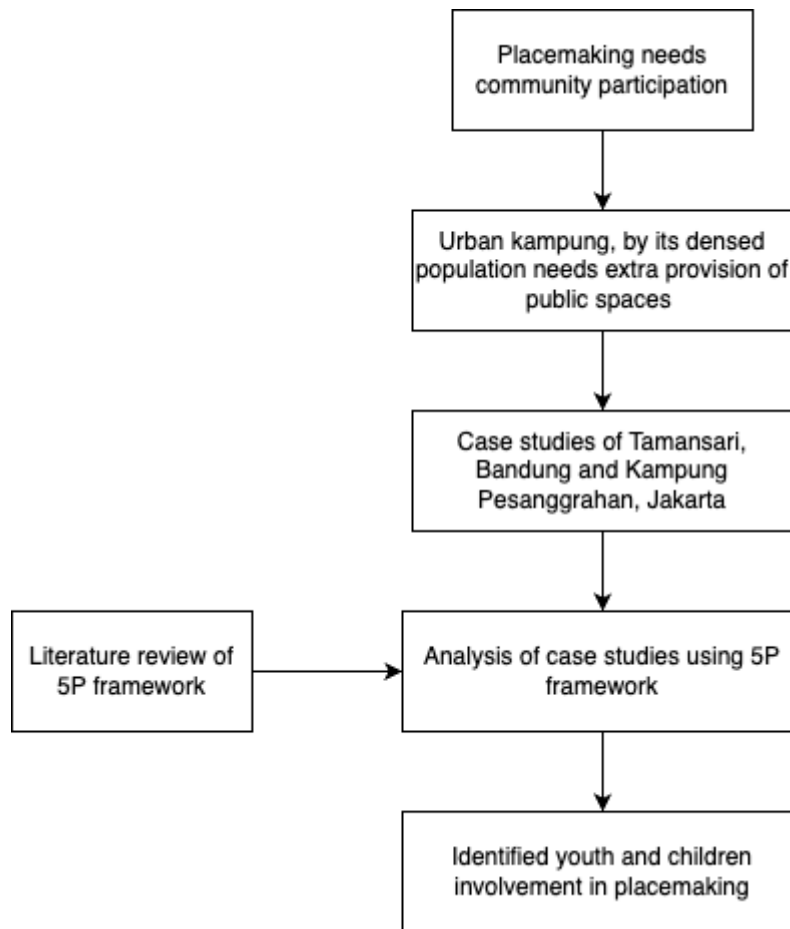 Placemaking needs
community participation
Urban kampung, by its densed
population needs extra provision of
public spaces
Case studies of Tamansari,
Bandung and Kampung
Pesanggrahan, Jakarta
Literature review of
5P framework
Analysis of case studies using 5P
framework
Identified youth and children
involvement in placemaking